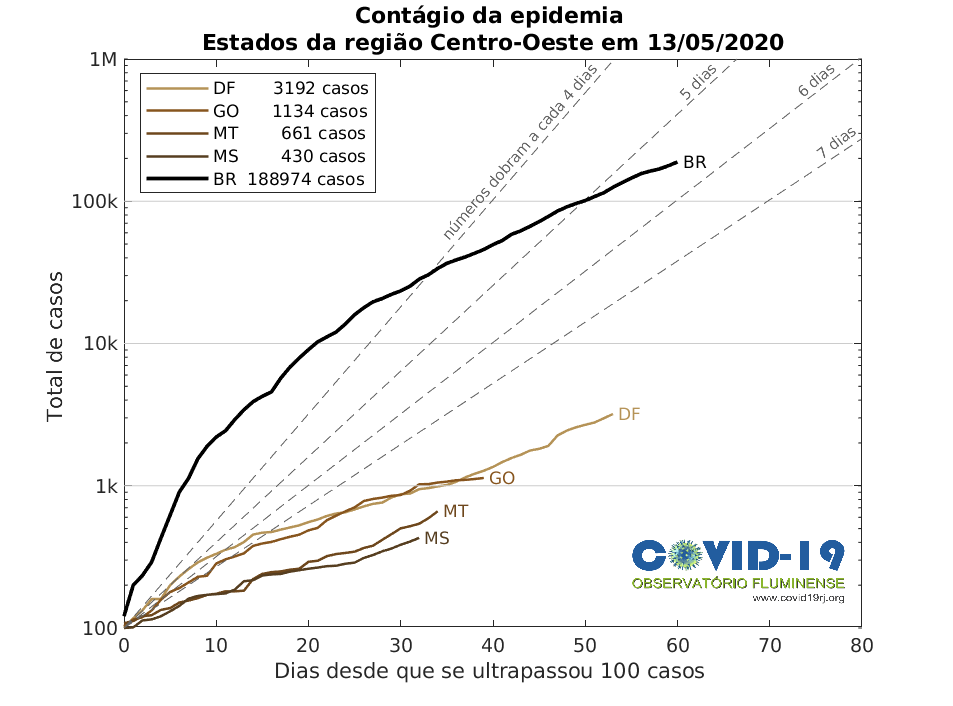 Contágio da epidemia
Estados da região Centro-Oeste em 13/05/2020
1M
100k
10k
1k
100
Total de casos
DF 3192 casos
GO 1134 casos
MT 661 casos
MS 430 casos
BR 188974 casos
números dobram a cada 4 dias
5 dias
6 dias
7 dias
BR
DF
GO
MT
MS
COVID-19
OBSERVATÓRIO FLUMINENSE
www.covid19rj.org
0 10 20 30 40 50 60 70 80
Dias desde que se ultrapassou 100 casos